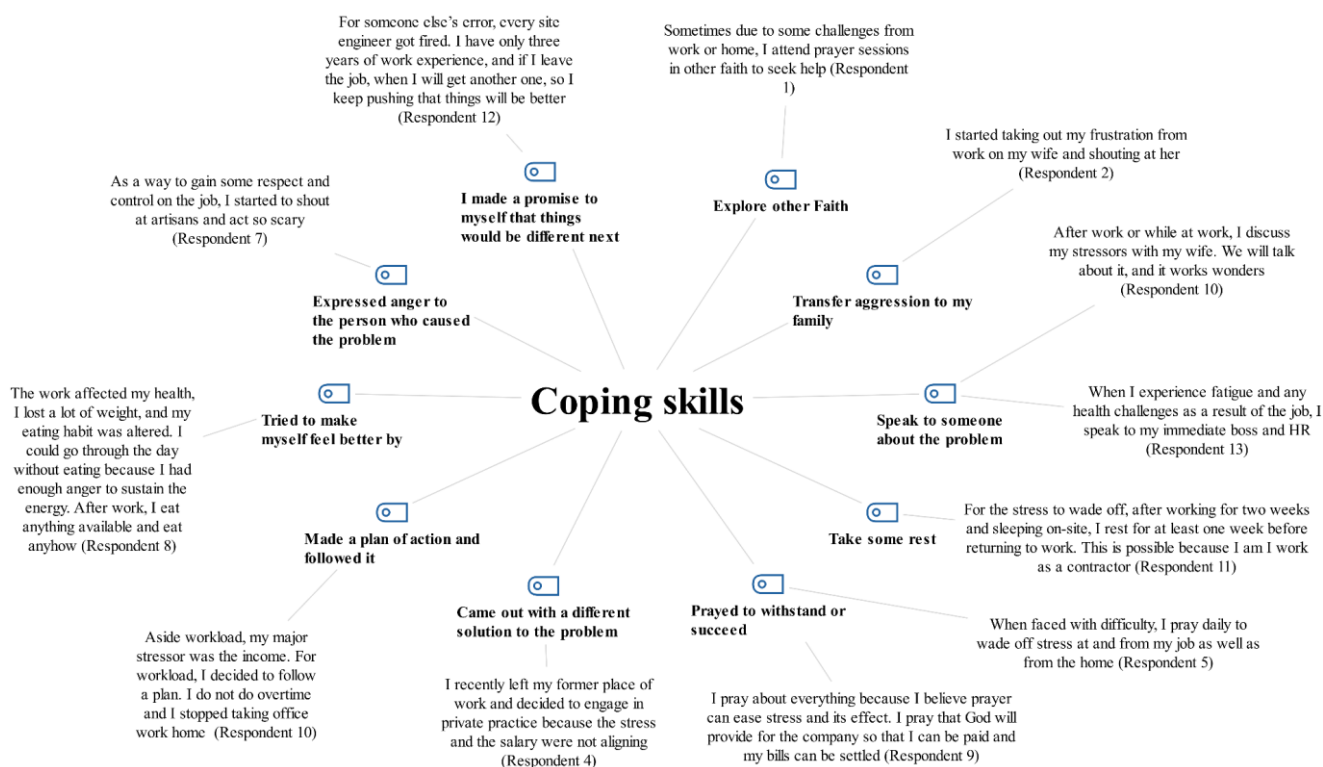 For someone else's error, every site
engineer got fired. I have only three
years of work experience, and if I leave
the job, when I will get another one, so I
keep pushing that things will be better
(Respondent 12)
Sometimes due to some challenges from
work or home, I attend prayer sessions
in other faith to seek help (Respondent
1)
I started taking out my frustration from
work on my wife and shouting at her
(Respondent 2)
As a way to gain some respect and
control on the job, I started to shout
at artisans and act so scary
(Respondent 7)
I made a promise to
myself that things
would be different next
Explore other Faith
After work or while at work, I discuss
my stressors with my wife. We will
talk about it, and it works wonders
(Respondent 10)
Expressed anger to
the person who caused
the problem
Transfer aggression to my
family
Coping skills
The work affected my health,
I lost a lot of weight, and my
eating habit was altered. I
could go through the day
without eating because I had
enough anger to sustain the
energy. After work, I eat
anything available and eat
anyhow (Respondent 8)
Tried to make
myself feel better by
Speak to someone
about the problem
When I experience fatigue and any
health challenges as a result of the job, I
speak to my immediate boss and HR
(Respondent 13)
Made a plan of action and
followed it
Take some rest
For the stress to wade off, after working for two weeks
and sleeping on-site, I rest for at least one week before
returning to work. This is possible because I am I work
as a contractor (Respondent 11)
Came out with a different
solution to the problem
Prayed to withstand or
succeed
When faced with difficulty, I pray daily to
wade off stress at and from my job as well as
from the home (Respondent 5)
Aside workload, my major
stressor was the income. For
workload, I decided to follow
a plan. I do not do overtime
and I stopped taking office
work home (Respondent 10)
I recently left my former place of
work and decided to engage in
private practice because the stress
and the salary were not aligning
(Respondent 4)
I pray about everything because I believe prayer
can ease stress and its effect. I pray that God will
provide for the company so that I can be paid and
my bills can be settled (Respondent 9)